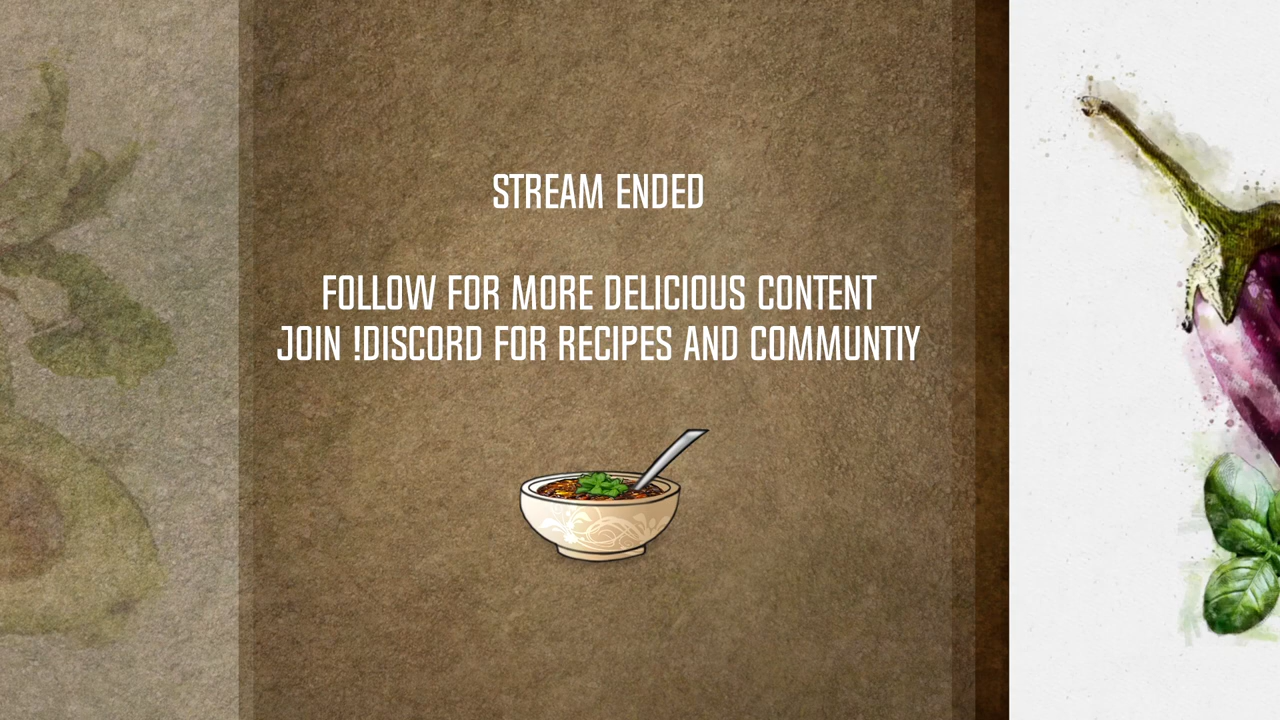 STREAM ENDED
FOLLOW FOR MORE DELICIOUS CONTENT
JOIN !DISCORD FOR RECIPES AND COMMUNTIY